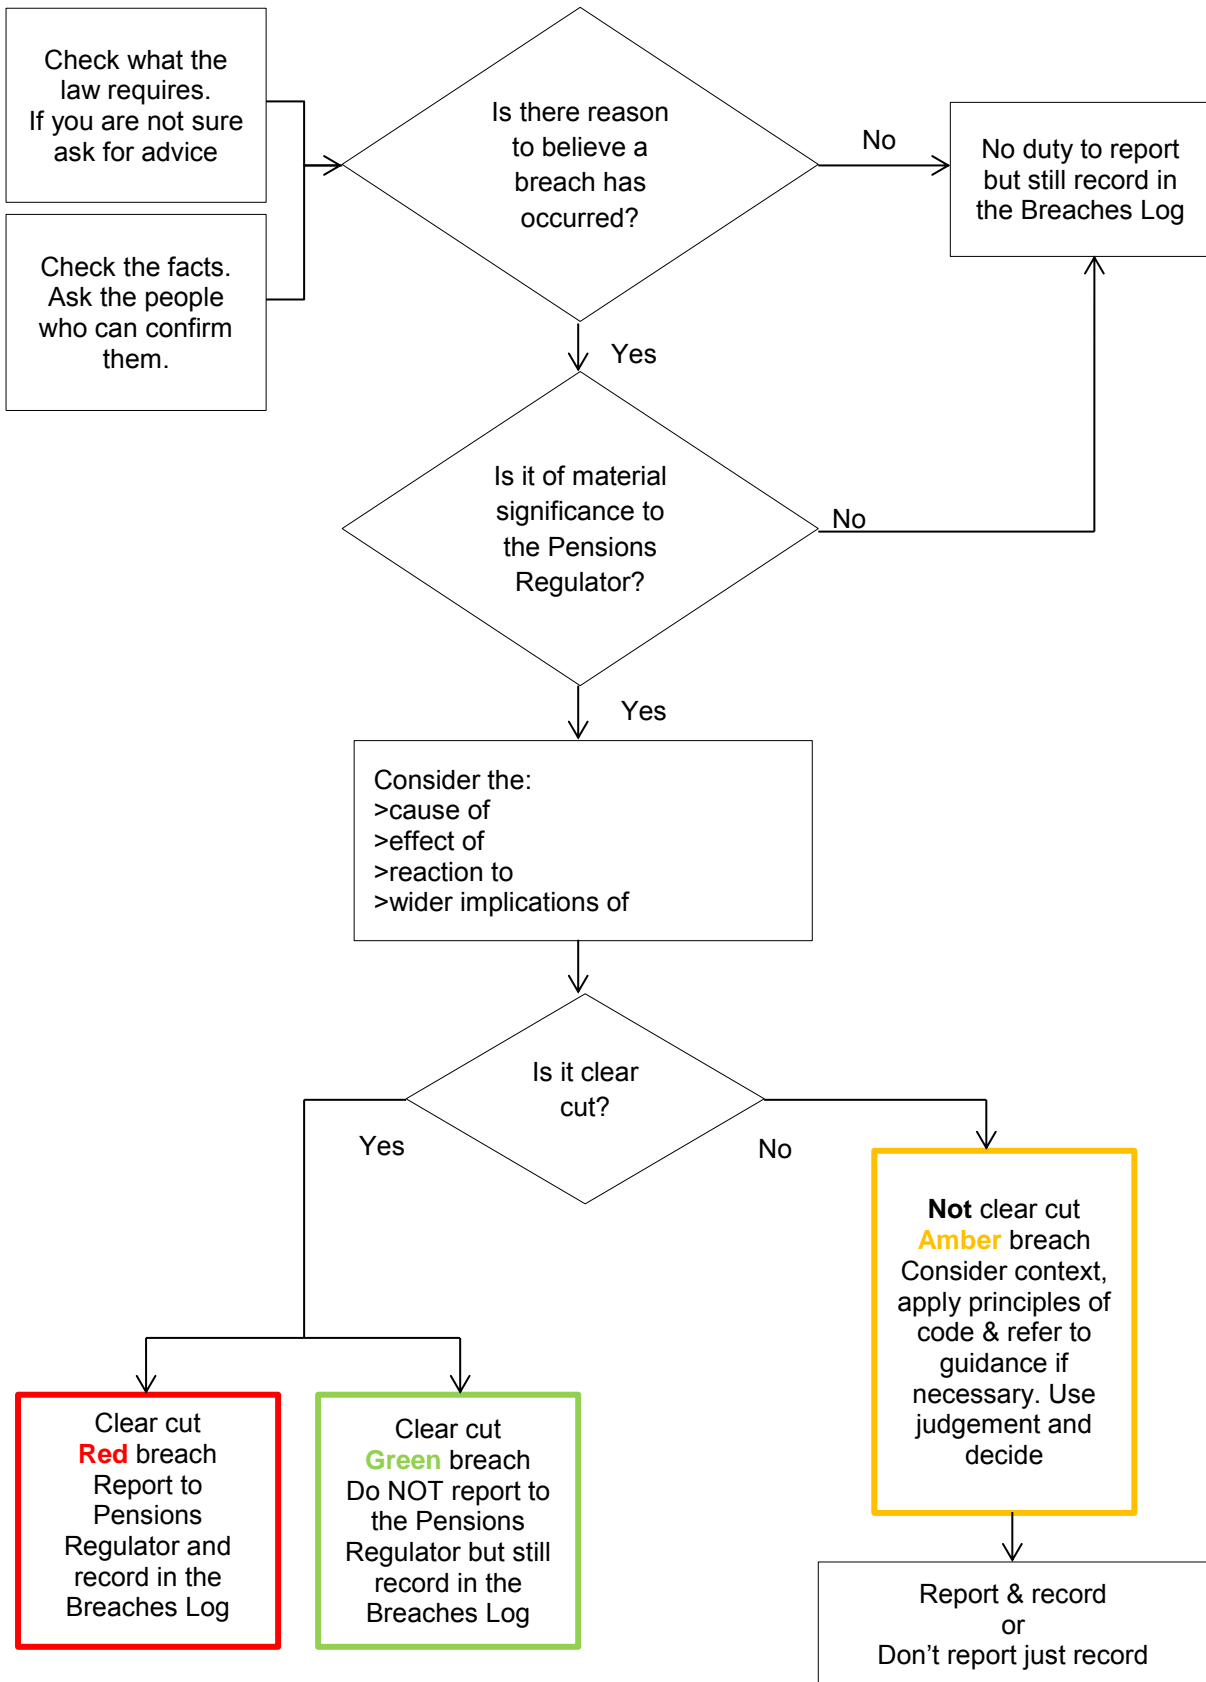 Check what the
law requires.
If you are not sure
ask for advice
Check the facts.
Ask the people
who can confirm
them.
Is there reason
to believe a
breach has
occurred?
No
No duty to report
but still record in
the Breaches Log
Yes
Is it of material
significance to
the Pensions
Regulator?
No
Yes
Consider the:
>cause of
>effect of
>reaction to
>wider implications of
Is it clear
cut?
Yes
No
Clear cut
Red breach
Report to
Pensions
Regulator and
record in the
Breaches Log
Clear cut
Green breach
Do NOT report to
the Pensions
Regulator but still
record in the
Breaches Log
Not clear cut
Amber breach
Consider context,
apply principles of
code & refer to
guidance if
necessary. Use
judgement and
decide
Report & record
or
Don’t report just record